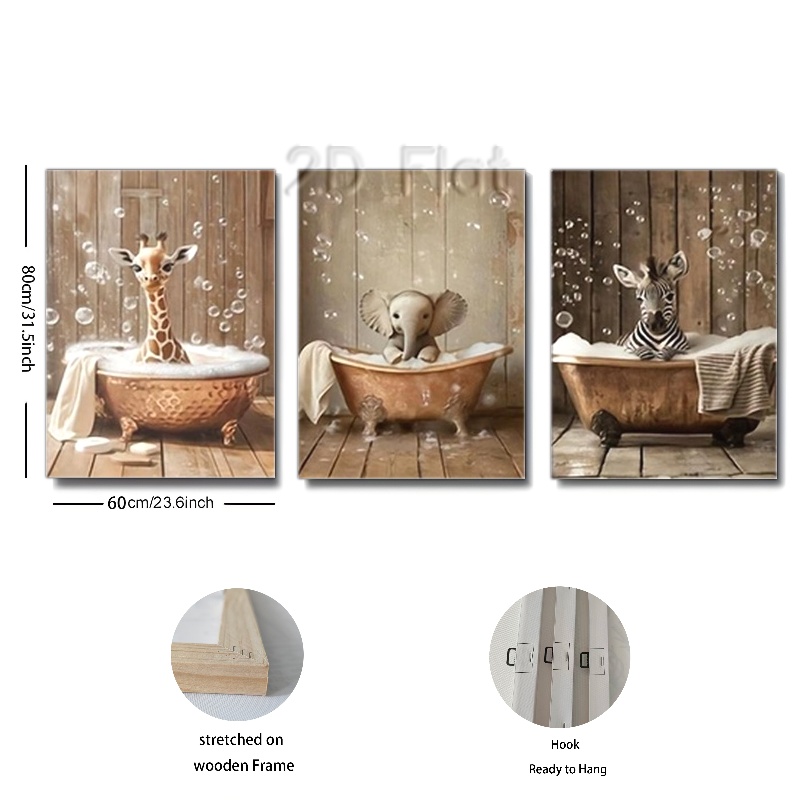 2D Flat
80cm/31.5inch
60cm/23.6inch
stretched on
wooden Frame
Hook
Ready to Hang